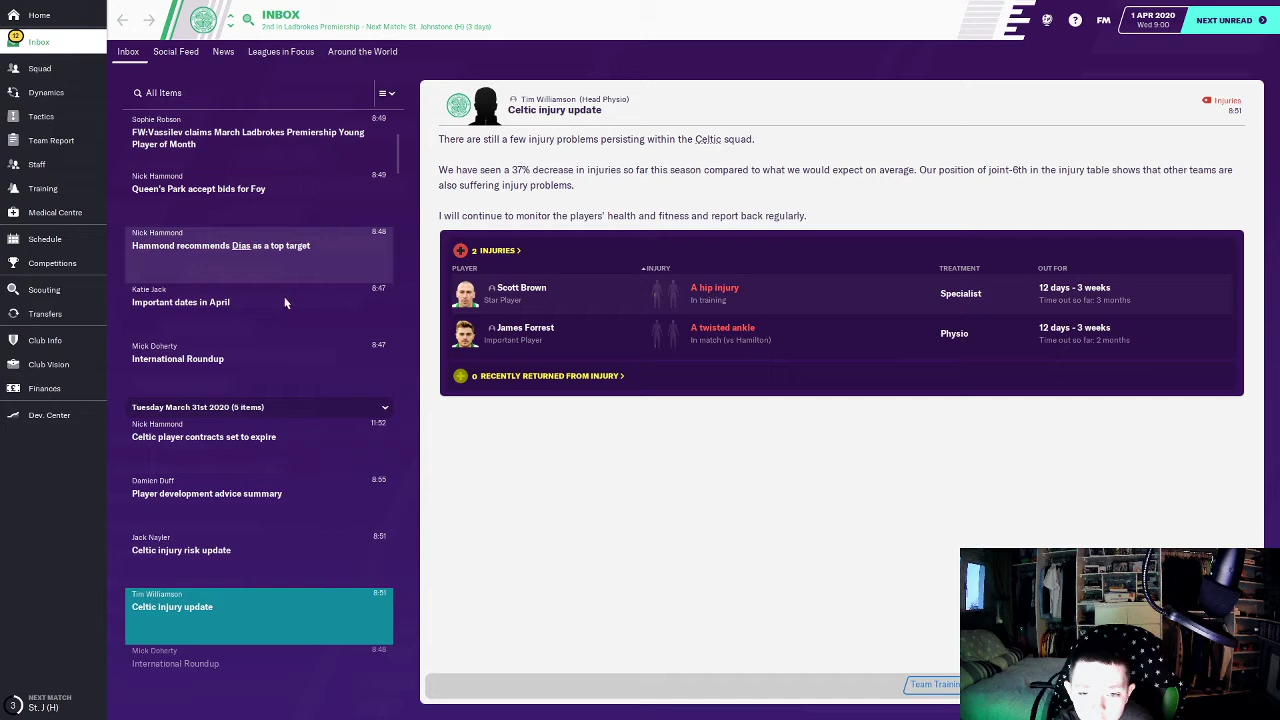 INBOX
2nd in Ladbrokes Premiership - Next Match: St. Johnstone (H) (3 days)
FM
1 APR 2020
Wed 9:00
NEXT UNREAD
Home
12
Inbox
Squad
Dynamics
Tactics
Team Report
Staff
Training
Medical Centre
Schedule
Competitions
Scouting
Transfers
Club Info
Club Vision
Finances
Dev. Center
3
NEXT MATCH
St. J (H)
Inbox
Social Feed
News
Leagues in Focus
Around the World
All Items
Sophie Robson 8:49
FW:Vassilev claims March Ladbrokes Premiership Young
Player of Month
Nick Hammond 8:49
Queen's Park accept bids for Foy
Nick Hammond 8:48
Hammond recommends Dias as a top target
Katie Jack 8:47
Important dates in April
Mick Doherty 8:47
International Roundup
Tuesday March 31st 2020 (5 items)
Nick Hammond 11:52
Celtic player contracts set to expire
Damien Duff 8:55
Player development advice summary
Jack Nayler 8:51
Celtic injury risk update
Tim Williamson 8:51
Celtic injury update
Mick Doherty 8:48
International Roundup
Tim Williamson (Head Physio)
Celtic injury update
Injuries
8:51
There are still a few injury problems persisting within the Celtic squad.
We have seen a 37% decrease in injuries so far this season compared to what we would expect on average. Our position of joint-6th in the injury table shows that other teams are
also suffering injury problems.
I will continue to monitor the players' health and fitness and report back regularly.
2 INJURIES >
PLAYER INJURY TREATMENT OUT FOR
Scott Brown A hip injury Specialist 12 days - 3 weeks
Star Player In training Time out so far: 3 months
James Forrest A twisted ankle Physio 12 days - 3 weeks
Important Player In match (vs Hamilton) Time out so far: 2 months
0 RECENTLY RETURNED FROM INJURY >
Team Trainin